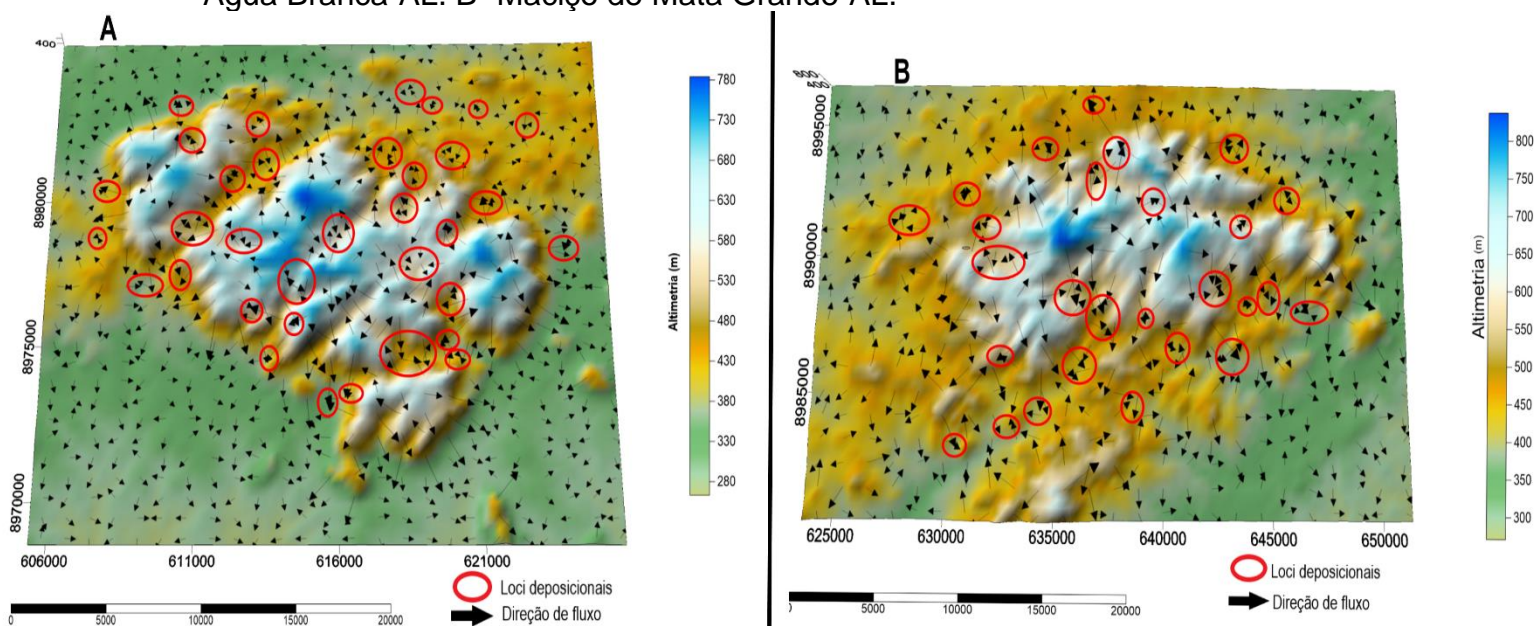 Água Branca-AL. B- Maciço de Mata Grande-AL.
A
400
8980000
8975000
8970000
606000 611000 616000 621000
780
730
680
630
580
530
480
430
780
330
280
Altimetria (m)
Loci deposicionais
Direção de fluxo
0 5000 10000 15000 20000
B
8995000
8990000
8985000
625000 630000 635000 640000 645000 650000
800
750
700
650
600
550
500
450
400
350
300
Altimetria (m)
Loci deposicionais
Direção de fluxo
5000 10000 15000 20000